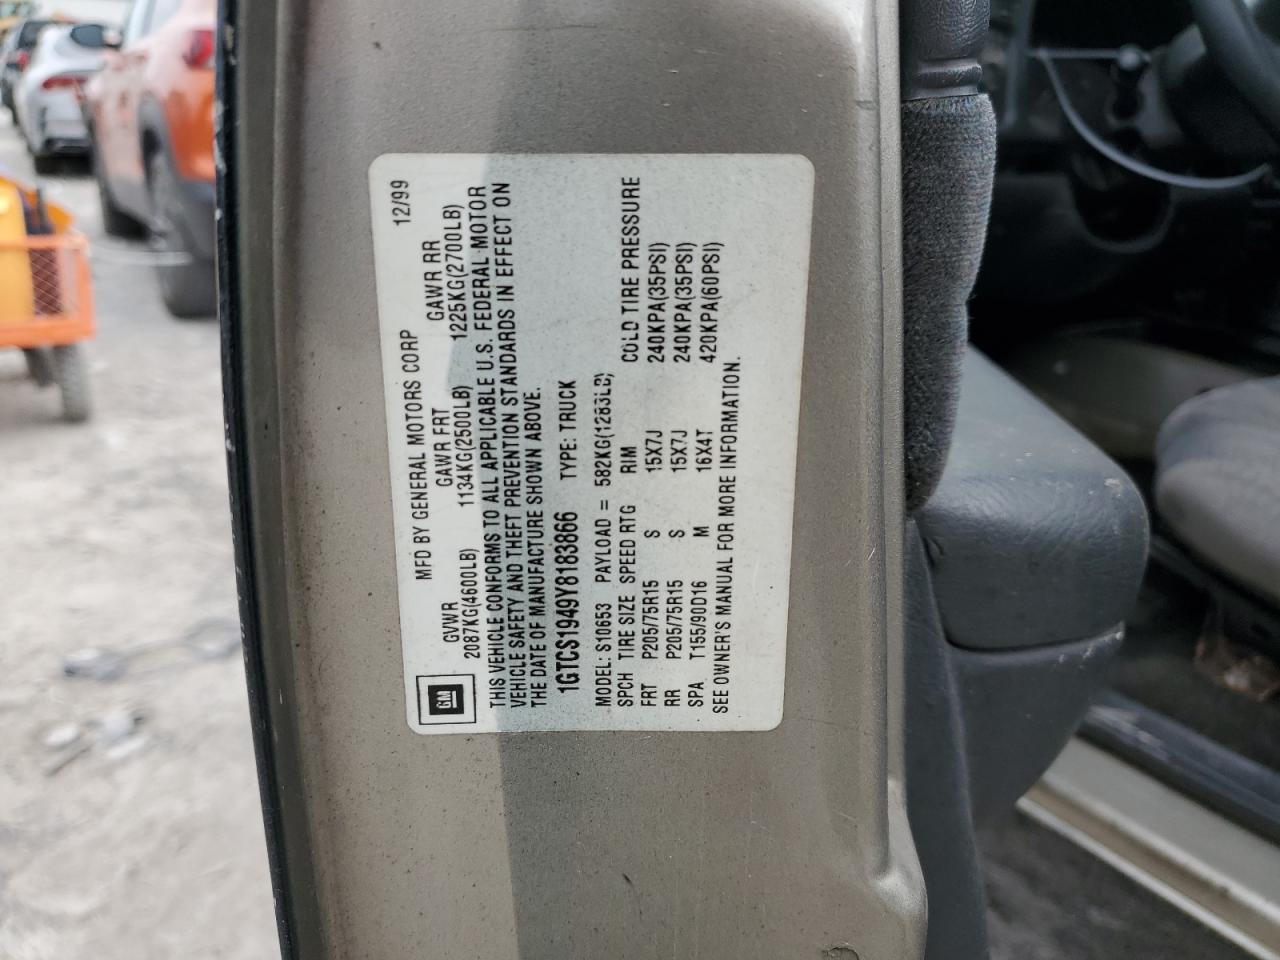 MFD BY GENERAL MOTORS CORP 12/99
GVWR GAWR FRT GAWR RR
2087KG(4600LB) 1134KG(2500LB) 1225KG(2700LB)
GM
THIS VEHICLE CONFORMS TO ALL APPLICABLE U.S. FEDERAL MOTOR
VEHICLE SAFETY AND THEFT PREVENTION STANDARDS IN EFFECT ON
THE DATE OF MANUFACTURE SHOWN ABOVE.
1GTCS1949Y8183866 TYPE: TRUCK
MODEL: S10653 PAYLOAD = 582KG(1283LB)
SPCH TIRE SIZE SPEED RTG RIM COLD TIRE PRESSURE
FRT P205/75R15 S 15X7J 240KPA(35PSI)
RR P205/75R15 S 15X7J 240KPA(35PSI)
SPA T155/90D16 M 16X4T 420KPA(60PSI)
SEE OWNER'S MANUAL FOR MORE INFORMATION.